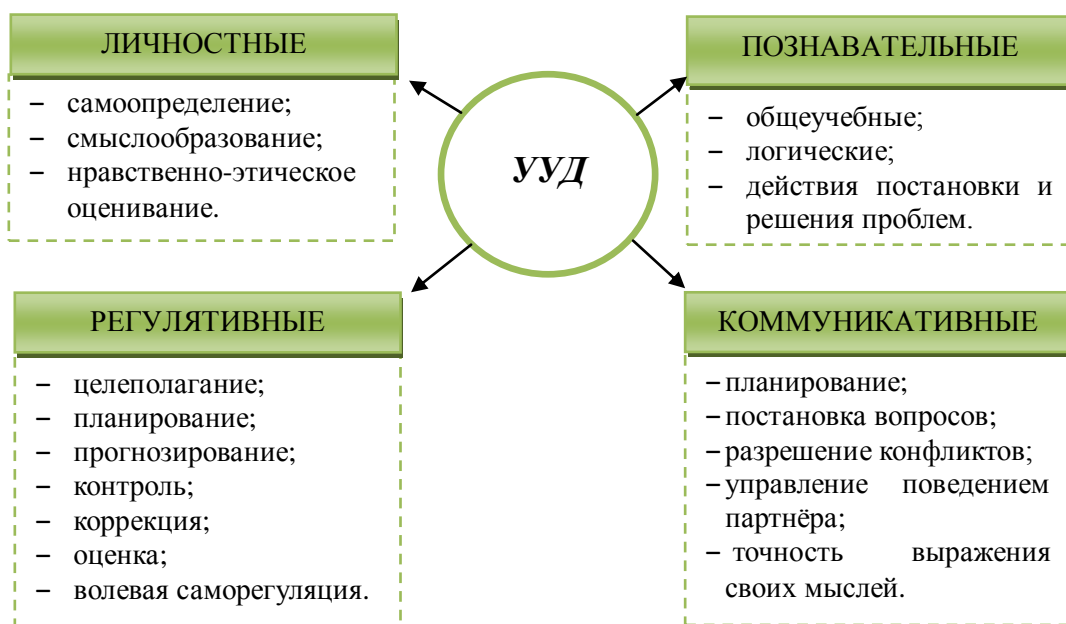 ЛИЧНОСТНЫЕ
– самоопределение;
– смыслообразование;
– нравственно-этическое
оценивание.
ПОЗНАВАТЕЛЬНЫЕ
– общеучебные;
– логические;
– действия постановки и
решения проблем.
УУД
РЕГУЛЯТИВНЫЕ
– целеполагание;
– планирование;
– прогнозирование;
– контроль;
– коррекция;
– оценка;
– волевая саморегуляция.
КОММУНИКАТИВНЫЕ
– планирование;
– постановка вопросов;
– разрешение конфликтов;
– управление поведением
партнёра;
– точность выражения
своих мыслей.